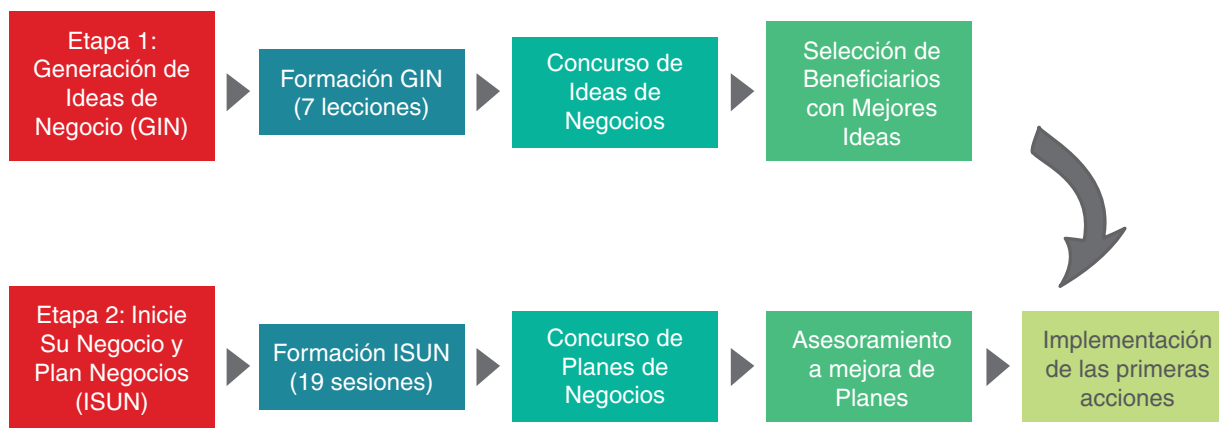 Etapa 1:
Generación de
Ideas de
Negocio (GIN)
Formación GIN
(7 lecciones)
Concurso de
Ideas de
Negocios
Selección de
Beneficiarios
con Mejores
Ideas
Etapa 2: Inicie
Su Negocio y
Plan Negocios
(ISUN)
Formación ISUN
(19 sesiones)
Concurso de
Planes de
Negocios
Asesoramiento
a mejora de
Planes
Implementación
de las primeras
acciones